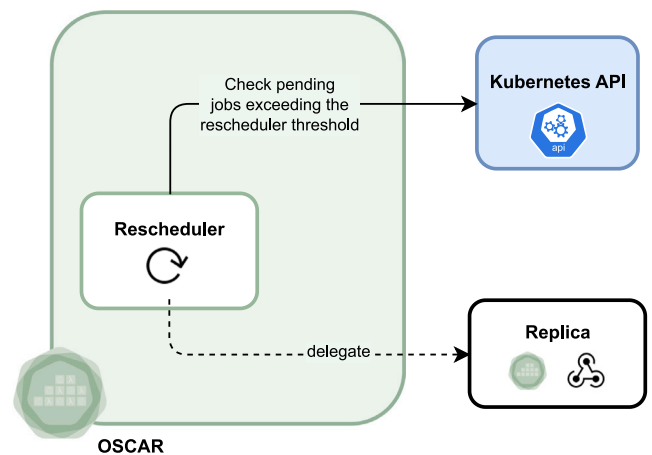 Check pending
jobs exceeding the
rescheduler threshold
Kubernetes API
api
Rescheduler
delegate
Replica
OSCAR